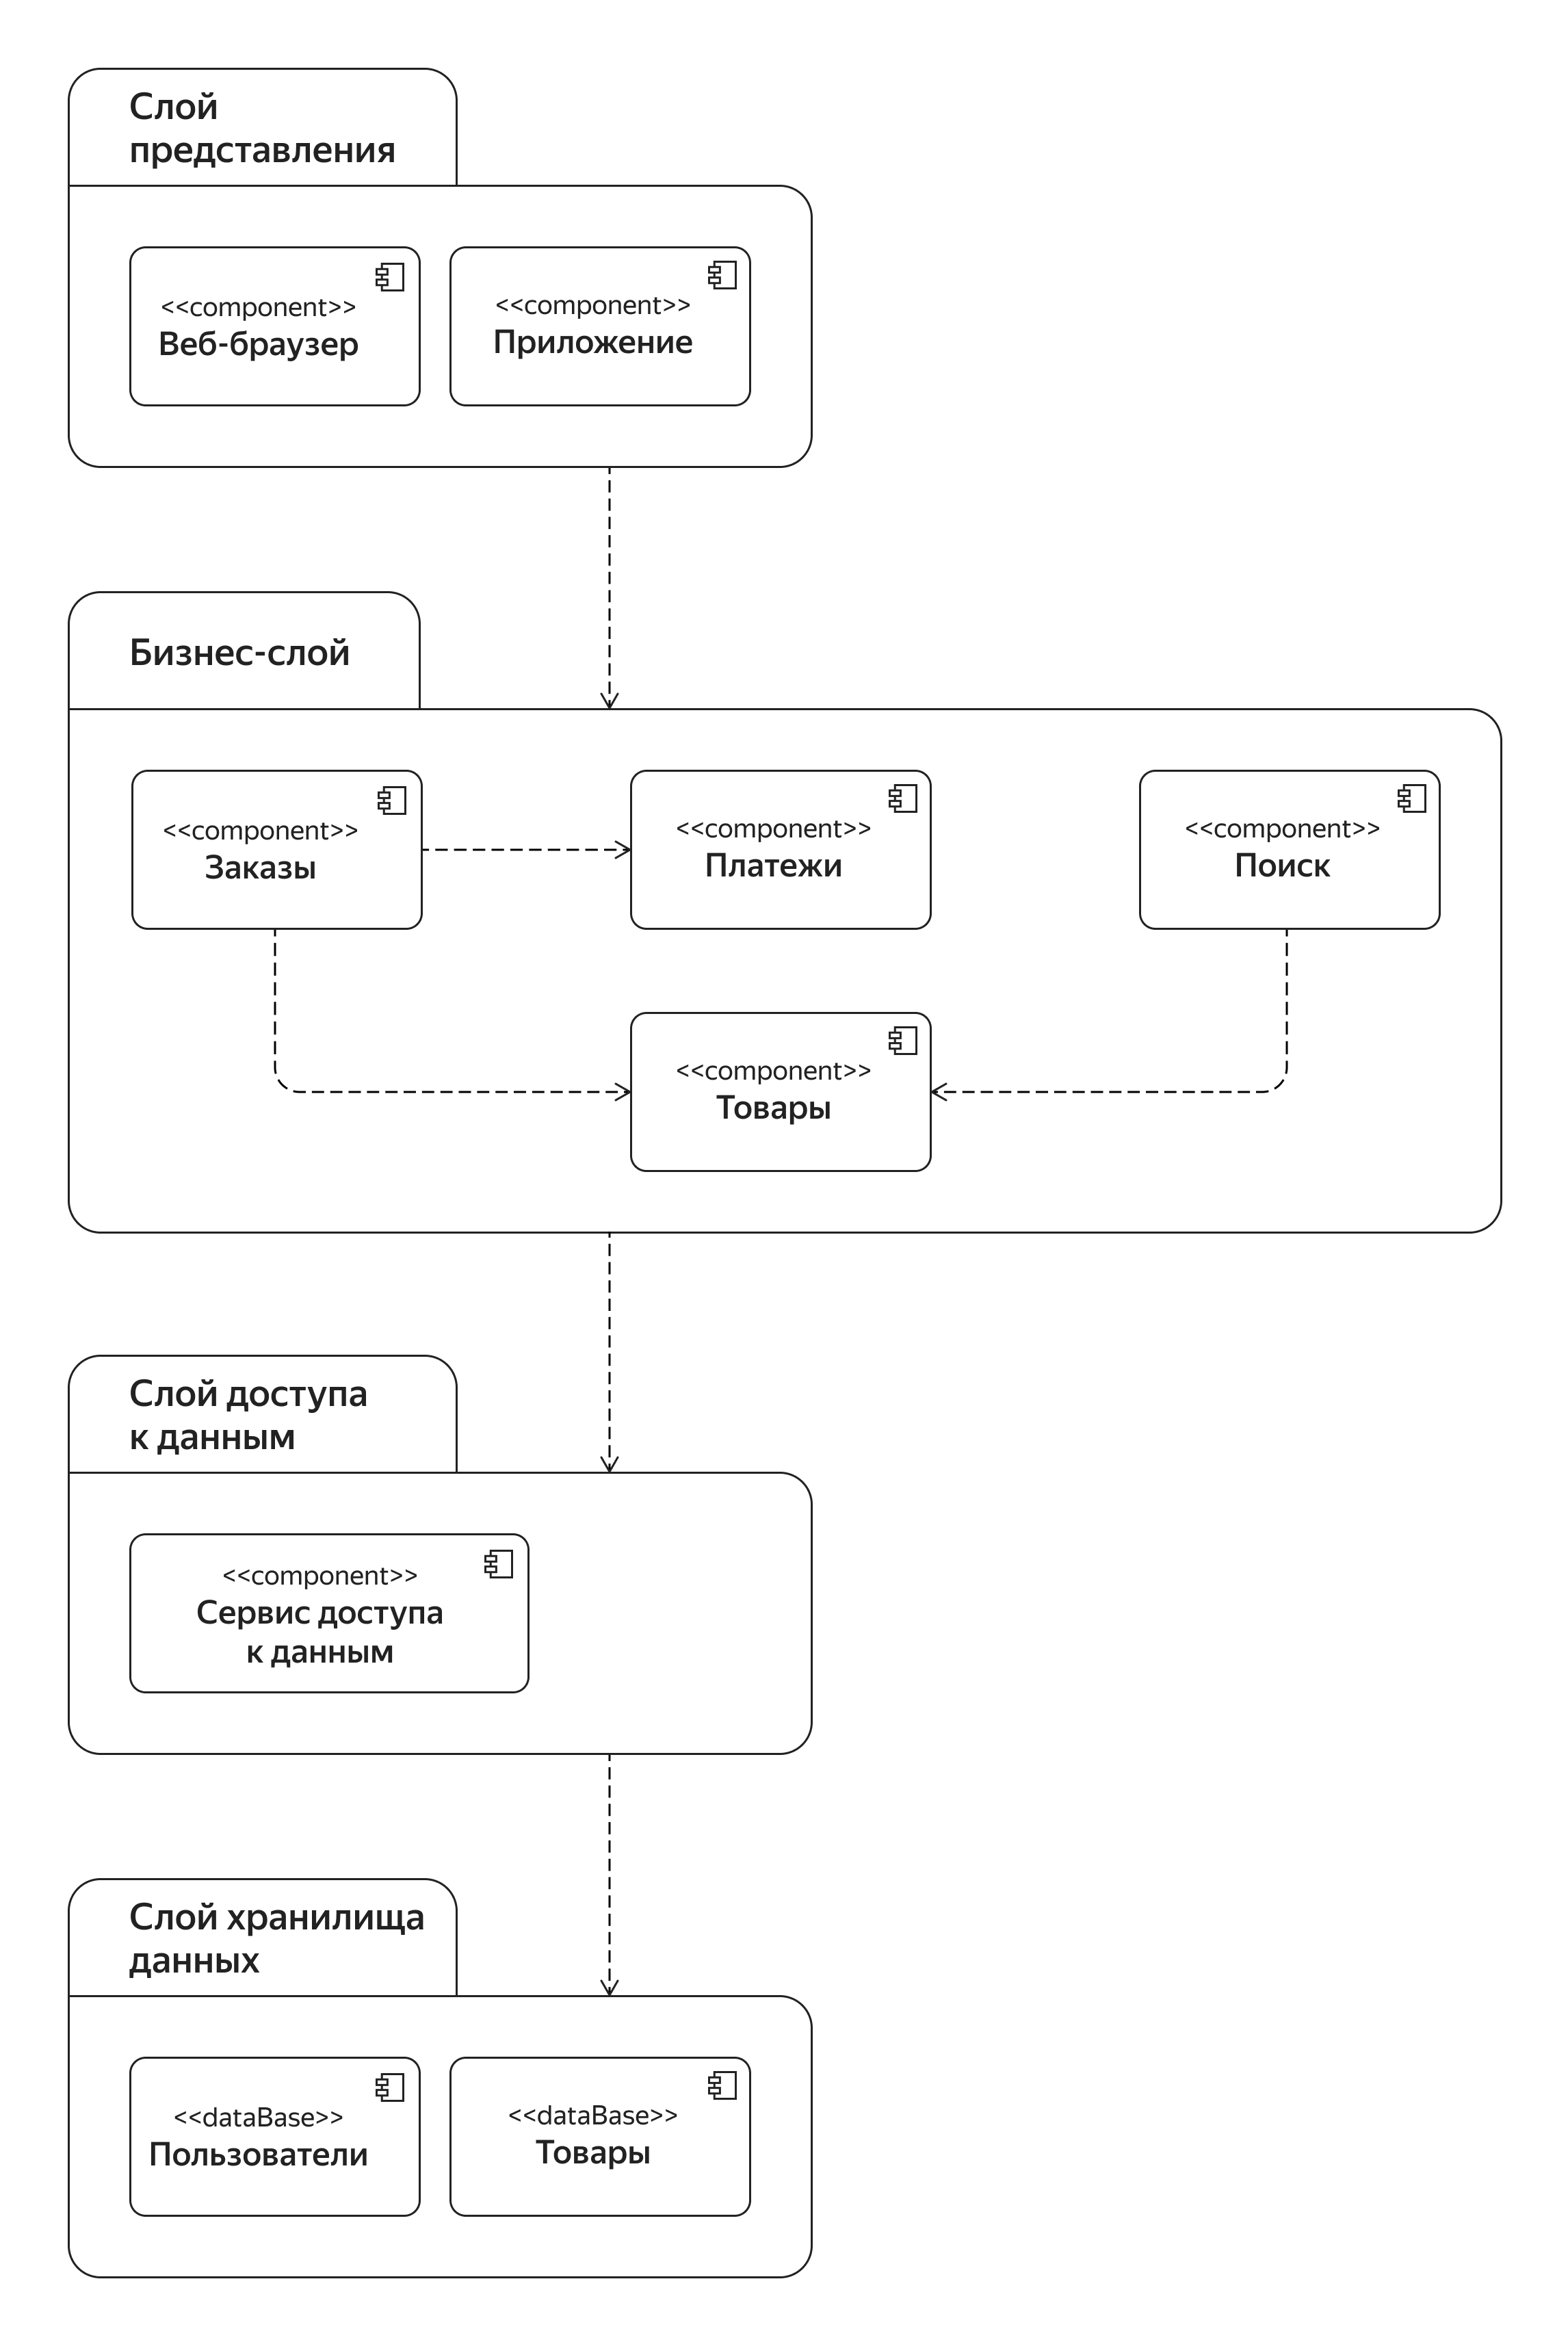 Слой
представления
<<component>>
Веб-браузер
<<component>>
Приложение
Бизнес-слой
<<component>>
Заказы
<<component>>
Платежи
<<component>>
Поиск
<<component>>
Товары
Слой доступа
к данным
<<component>>
Сервис доступа
к данным
Слой хранилища
данных
<<dataBase>>
Пользователи
<<dataBase>>
Товары